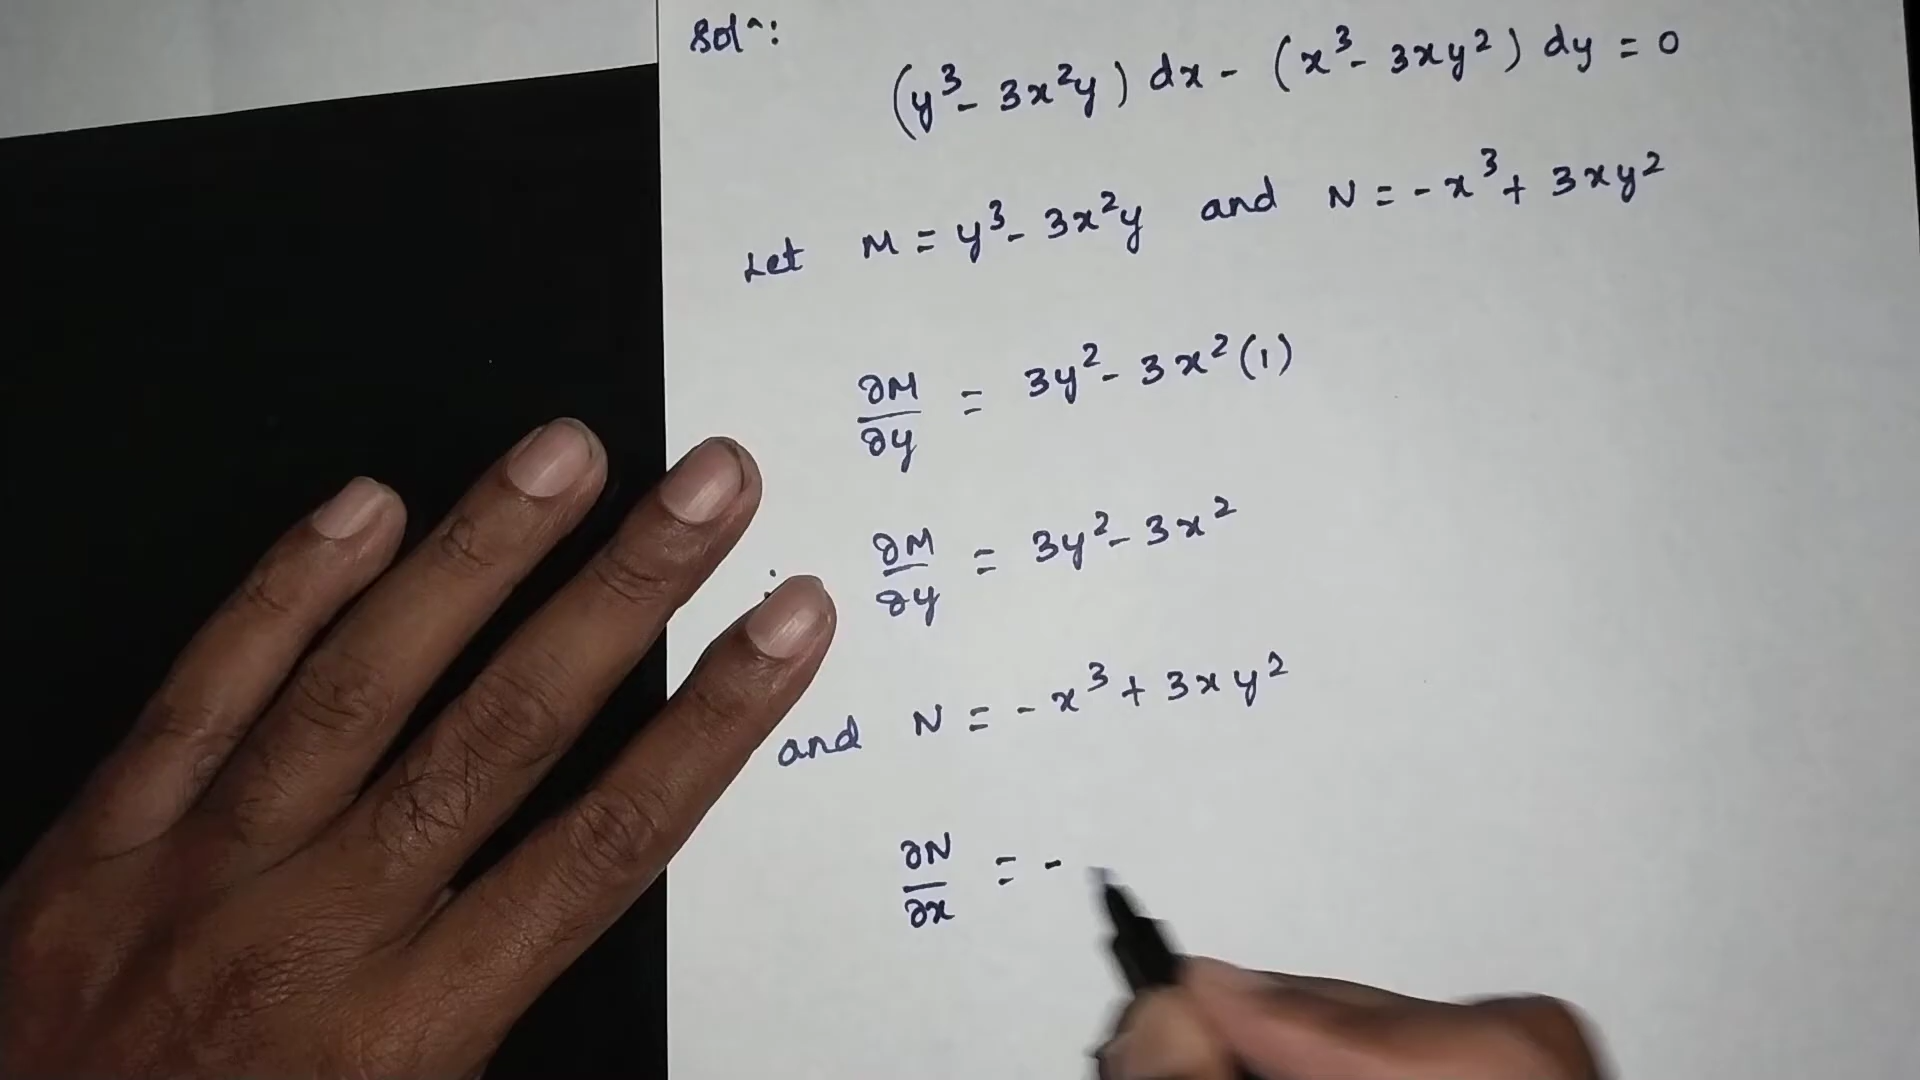 Solⁿ:
(y³- 3x²y) dx - (x³- 3xy²) dy = 0
Let M = y³- 3x²y and N = -x³+ 3xy²
∂M/∂y = 3y²- 3x²(1)
∴ ∂M/∂y = 3y²- 3x²
and N = -x³+ 3xy²
∂N/∂x = -